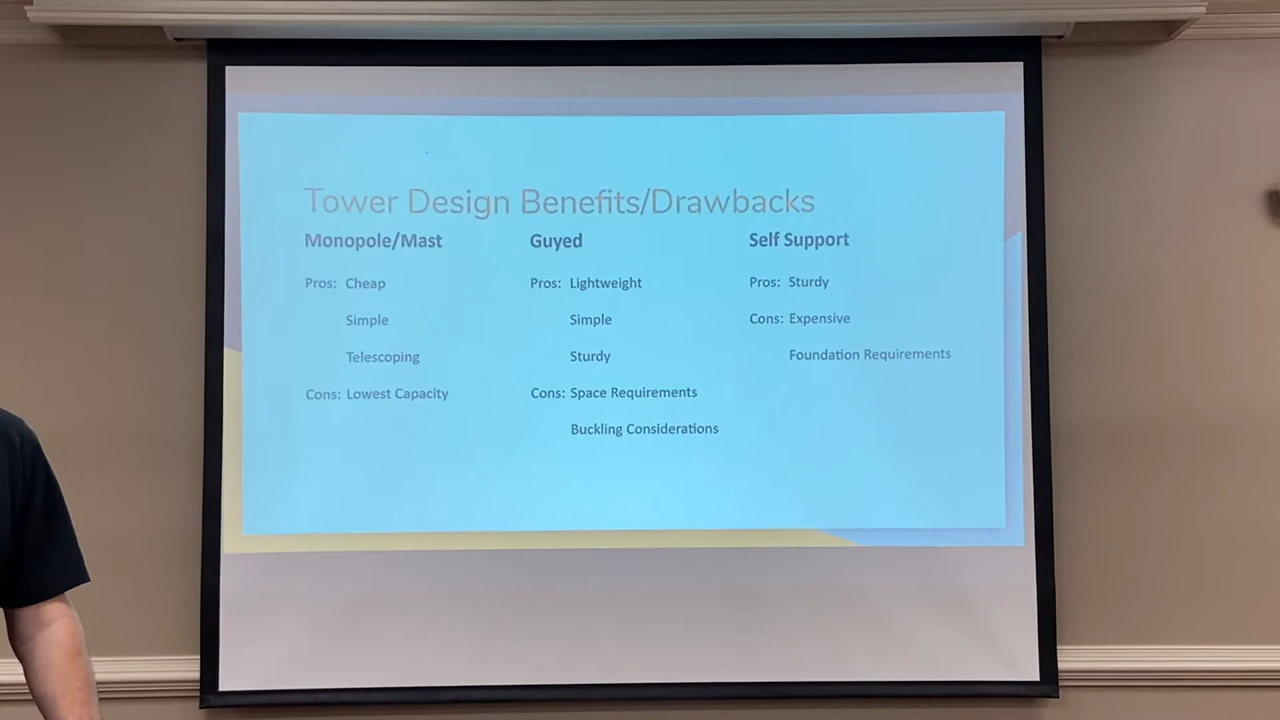 Tower Design Benefits/Drawbacks
Monopole/Mast
Pros: Cheap
Simple
Telescoping
Cons: Lowest Capacity
Guyed
Pros: Lightweight
Simple
Sturdy
Cons: Space Requirements
Buckling Considerations
Self Support
Pros: Sturdy
Cons: Expensive
Foundation Requirements